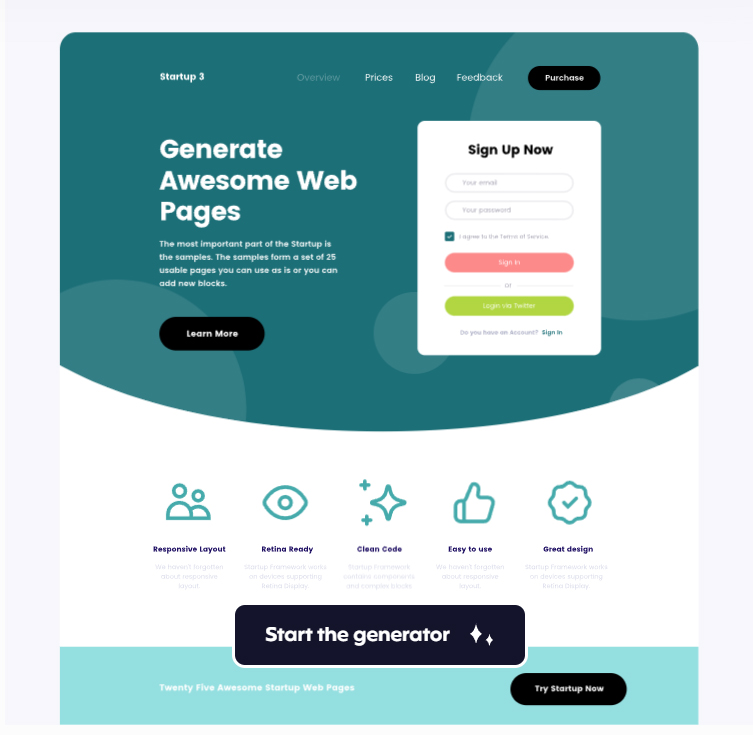 Startup 3
Overview
Prices
Blog
Feedback
Purchase
Generate
Awesome Web
Pages
The most important part of the Startup is
the samples. The samples form a set of 25
usable pages you can use as is or you can
add new blocks.
Learn More
Sign Up Now
Your email
Your password
I agree to the Terms of Service
Sign In
or
Login via Twitter
Do you have an Account? Sign In
Responsive Layout
We haven't forgotten
about responsive
layout.
Retina Ready
Startup Framework works
on devices supporting
Retina Display.
Clean Code
Startup Framework
contains components
and complex blocks
Easy to use
We haven't forgotten
about responsive
layout.
Great design
Startup Framework works
on devices supporting
Retina Display.
Start the generator
Twenty Five Awesome Startup Web Pages
Try Startup Now